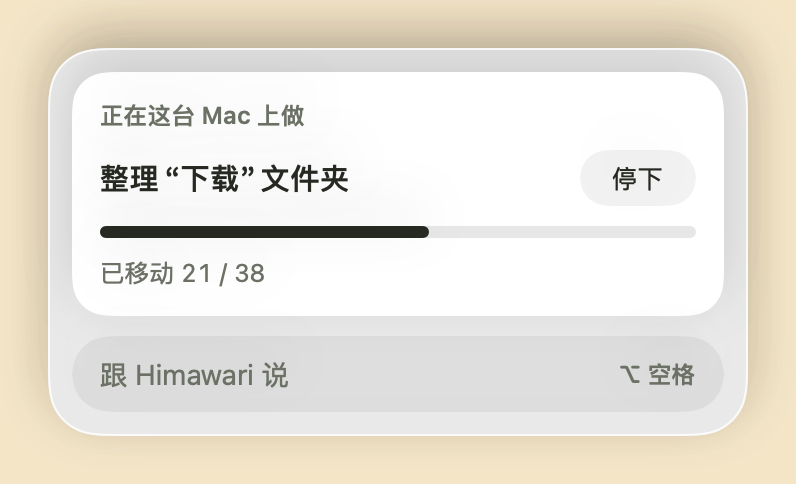 正在这台 Mac 上做
整理 “下载” 文件夹
停下
已移动 21 / 38
跟 Himawari 说
⌥ 空格